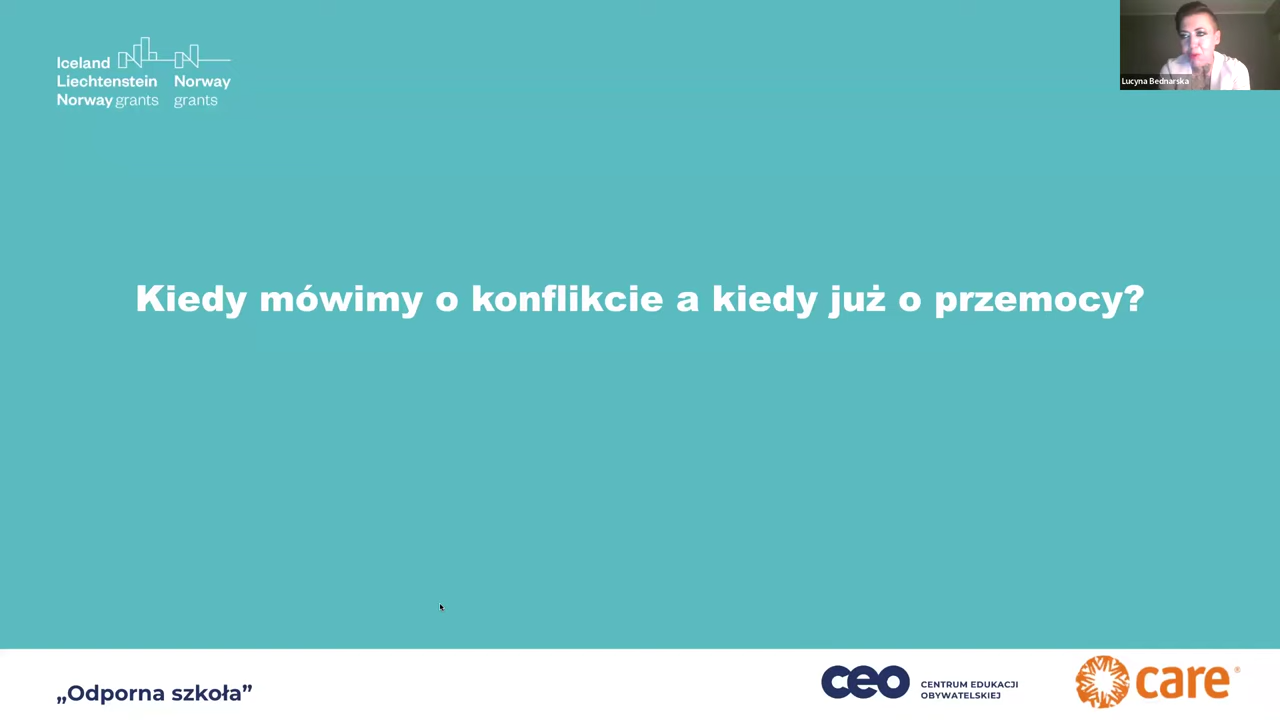 Iceland
Liechtenstein Norway
Norway grants grants
Lucyna Bednarska
Kiedy mówimy o konflikcie a kiedy już o przemocy?
„Odporna szkoła”
ceo CENTRUM EDUKACJI
OBYWATELSKIEJ
care®